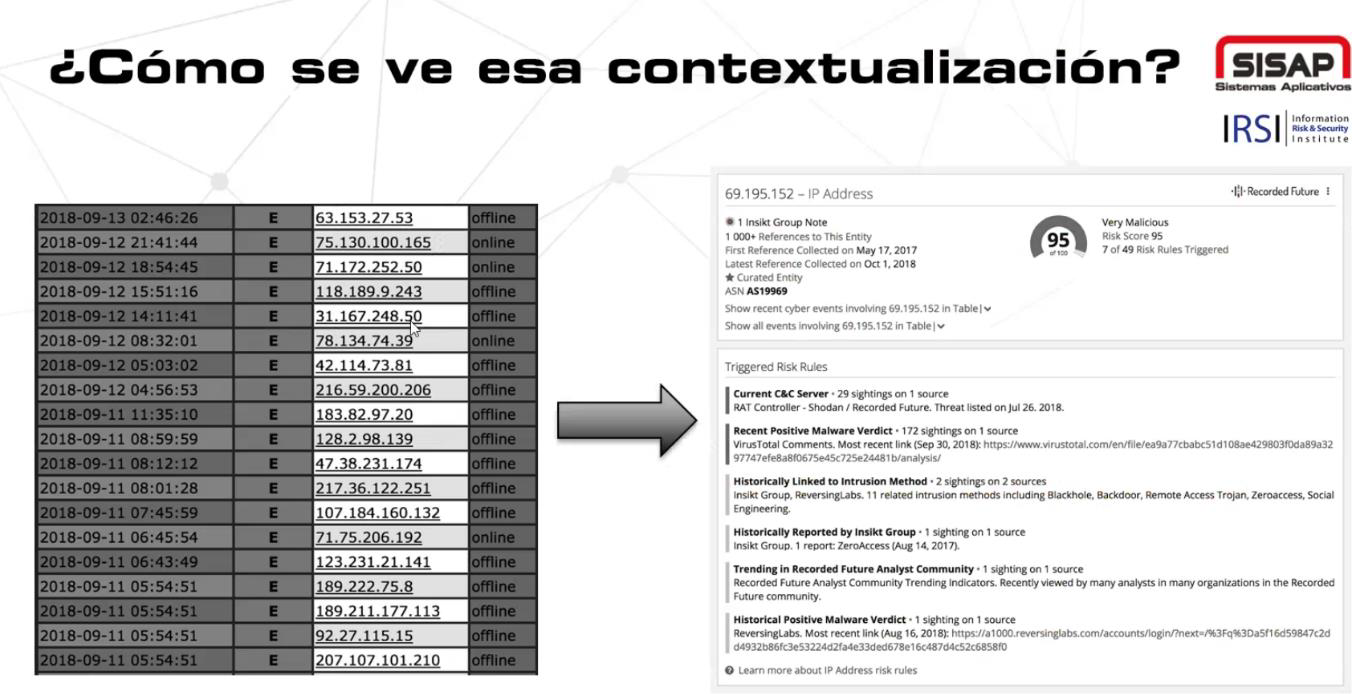 ¿Cómo se ve esa contextualización?
SISAP
Sistemas Aplicativos
IRSI Information
Risk & Security
Institute
2018-09-13 02:46:26 E 63.153.27.53 offline
2018-09-12 21:41:44 E 75.130.100.165 online
2018-09-12 18:54:45 E 71.172.252.50 online
2018-09-12 15:51:16 E 118.189.9.243 offline
2018-09-12 14:11:41 E 31.167.248.50 offline
2018-09-12 08:32:01 E 78.134.74.39 online
2018-09-12 05:03:02 E 42.114.73.81 offline
2018-09-12 04:56:53 E 216.59.200.206 offline
2018-09-11 11:35:10 E 183.82.97.20 offline
2018-09-11 08:59:59 E 128.2.98.139 offline
2018-09-11 08:12:12 E 47.38.231.174 offline
2018-09-11 08:01:28 E 217.36.122.251 offline
2018-09-11 07:45:59 E 107.184.160.132 offline
2018-09-11 06:45:54 E 71.75.206.192 online
2018-09-11 06:43:49 E 123.231.21.141 offline
2018-09-11 05:54:51 E 189.222.75.8 offline
2018-09-11 05:54:51 E 189.211.177.113 offline
2018-09-11 05:54:51 E 92.27.115.15 offline
2018-09-11 05:54:51 E 207.107.101.210 offline
69.195.152 – IP Address
Recorded Future
1 Insikt Group Note
1 000+ References to This Entity
First Reference Collected on May 17, 2017
Latest Reference Collected on Oct 1, 2018
Curated Entity
ASN AS19969
Show recent cyber events involving 69.195.152 in Table |
Show all events involving 69.195.152 in Table |
95
of 100
Very Malicious
Risk Score 95
7 of 49 Risk Rules Triggered
Triggered Risk Rules
Current C&C Server • 29 sightings on 1 source
RAT Controller - Shodan / Recorded Future. Threat listed on Jul 26. 2018.
Recent Positive Malware Verdict • 172 sightings on 1 source
VirusTotal Comments. Most recent link (Sep 30, 2018): https://www.virustotal.com/en/file/ea9a77cbabc51d108ae429803f0da89a32
97747efe8a8f0675e45c725e24481b/analysis/
Historically Linked to Intrusion Method • 2 sightings on 2 sources
Insikt Group, ReversingLabs. 11 related intrusion methods including Blackhole, Backdoor, Remote Access Trojan, Zeroaccess, Social
Engineering.
Historically Reported by Insikt Group • 1 sighting on 1 source
Insikt Group. 1 report: ZeroAccess (Aug 14, 2017).
Trending in Recorded Future Analyst Community • 1 sighting on 1 source
Recorded Future Analyst Community Trending Indicators. Recently viewed by many analysts in many organizations in the Recorded
Future community.
Historical Positive Malware Verdict • 1 sighting on 1 source
ReversingLabs. Most recent link (Aug 16, 2018): https://a1000.reversinglabs.com/accounts/login/?next=/%3Fq%3Da5f16d59847c2d
d4932b86fc3e53224d2fa4e33ded678e16c487d4c52c6858f0
Learn more about IP Address risk rules